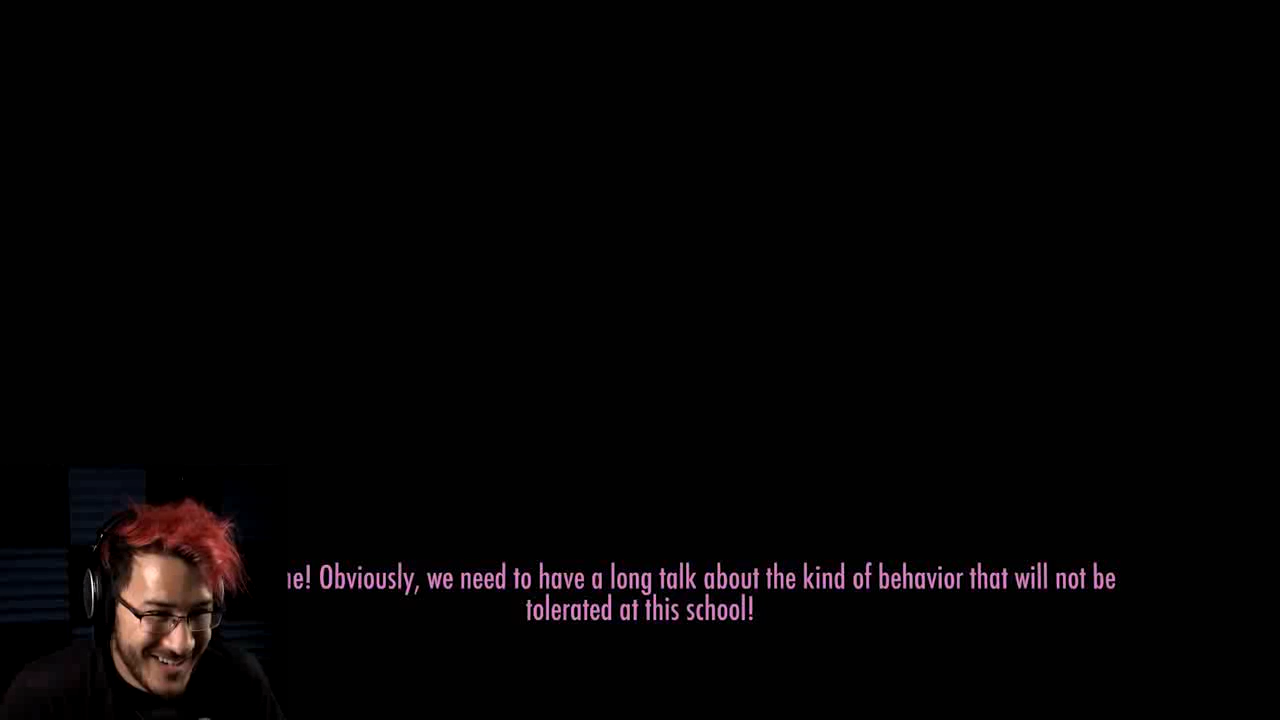 Obviously, we need to have a long talk about the kind of behavior that will not be
tolerated at this school!